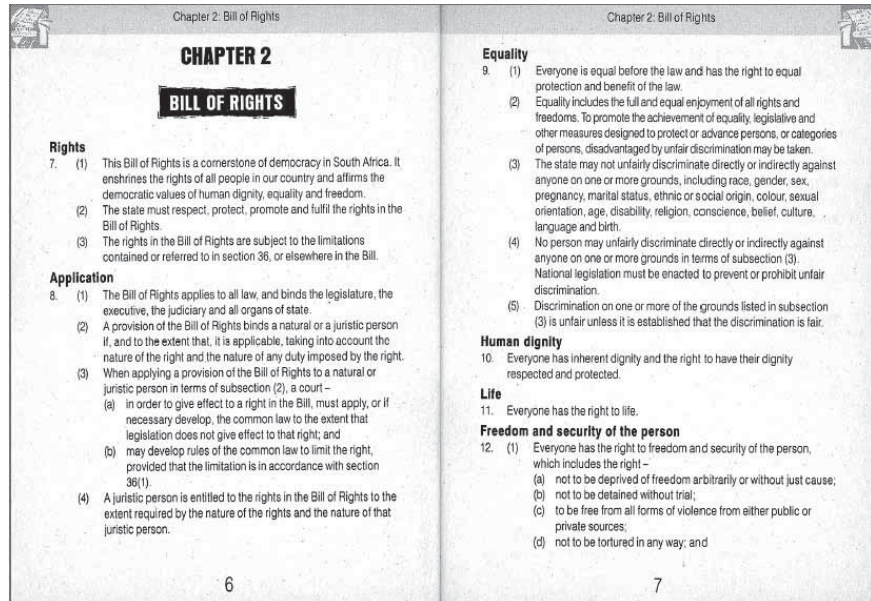 Chapter 2: Bill of Rights
CHAPTER 2
BILL OF RIGHTS
Rights
7. (1) This Bill of Rights is a cornerstone of democracy in South Africa. It
enshrines the rights of all people in our country and affirms the
democratic values of human dignity, equality and freedom.
(2) The state must respect, protect, promote and fulfil the rights in the
Bill of Rights.
(3) The rights in the Bill of Rights are subject to the limitations
contained or referred to in section 36, or elsewhere in the Bill.
Application
8. (1) The Bill of Rights applies to all law, and binds the legislature, the
executive, the judiciary and all organs of state.
(2) A provision of the Bill of Rights binds a natural or a juristic person
if, and to the extent that, it is applicable, taking into account the
nature of the right and the nature of any duty imposed by the right.
(3) When applying a provision of the Bill of Rights to a natural or
juristic person in terms of subsection (2), a court –
(a) in order to give effect to a right in the Bill, must apply, or if
necessary develop, the common law to the extent that
legislation does not give effect to that right; and
(b) may develop rules of the common law to limit the right,
provided that the limitation is in accordance with section
36(1).
(4) A juristic person is entitled to the rights in the Bill of Rights to the
extent required by the nature of the rights and the nature of that
juristic person.
6
Chapter 2: Bill of Rights
Equality
9. (1) Everyone is equal before the law and has the right to equal
protection and benefit of the law.
(2) Equality includes the full and equal enjoyment of all rights and
freedoms. To promote the achievement of equality, legislative and
other measures designed to protect or advance persons, or categories
of persons, disadvantaged by unfair discrimination may be taken.
(3) The state may not unfairly discriminate directly or indirectly against
anyone on one or more grounds, including race, gender, sex,
pregnancy, marital status, ethnic or social origin, colour, sexual
orientation, age, disability, religion, conscience, belief, culture,
language and birth.
(4) No person may unfairly discriminate directly or indirectly against
anyone on one or more grounds in terms of subsection (3).
National legislation must be enacted to prevent or prohibit unfair
discrimination.
(5) Discrimination on one or more of the grounds listed in subsection
(3) is unfair unless it is established that the discrimination is fair.
Human dignity
10. Everyone has inherent dignity and the right to have their dignity
respected and protected.
Life
11. Everyone has the right to life.
Freedom and security of the person
12. (1) Everyone has the right to freedom and security of the person,
which includes the right –
(a) not to be deprived of freedom arbitrarily or without just cause;
(b) not to be detained without trial;
(c) to be free from all forms of violence from either public or
private sources;
(d) not to be tortured in any way; and
7